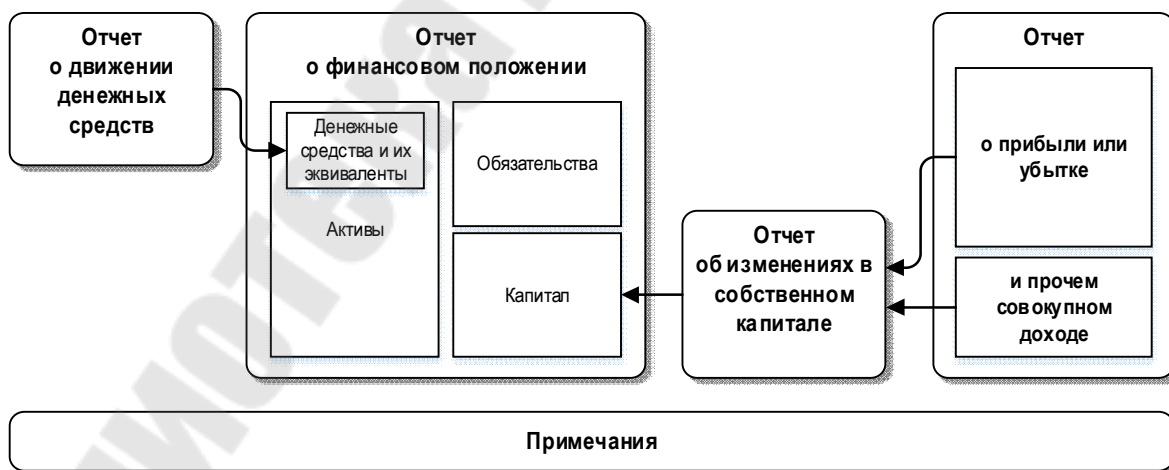 Отчет
о движении
денежных
средств
Отчет
о финансовом положении
Денежные
средства и их
эквиваленты
Активы
Обязательства
Капитал
Отчет
об изменениях в
собственном
капитале
Отчет
о прибыли или
убытке
и прочем
совокупном
доходе
Примечания